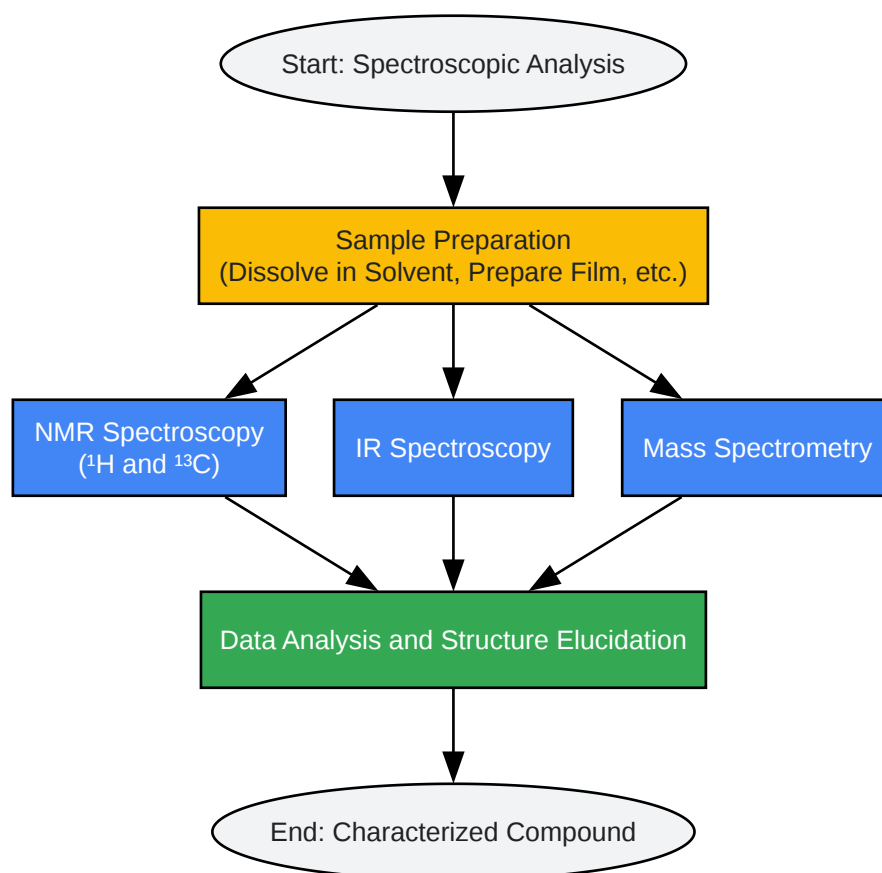 Start: Spectroscopic Analysis
Sample Preparation
(Dissolve in Solvent, Prepare Film, etc.)
NMR Spectroscopy
(¹H and ¹³C)
IR Spectroscopy
Mass Spectrometry
Data Analysis and Structure Elucidation
End: Characterized Compound